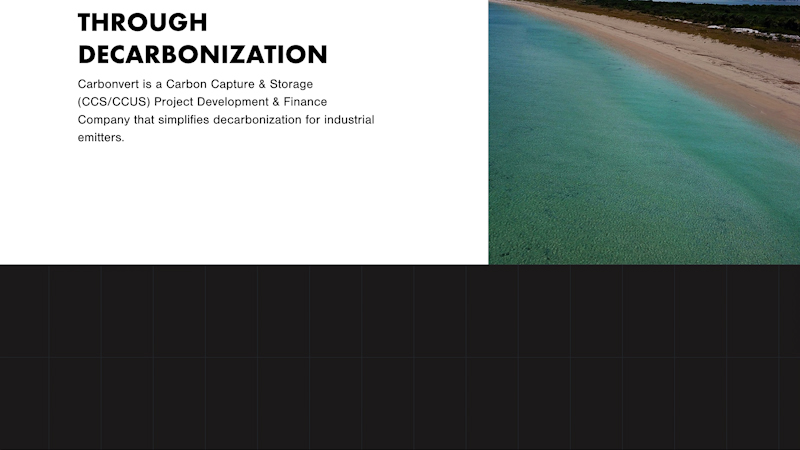 THROUGH
DECARBONIZATION
Carbonvert is a Carbon Capture & Storage
(CCS/CCUS) Project Development & Finance
Company that simplifies decarbonization for industrial
emitters.